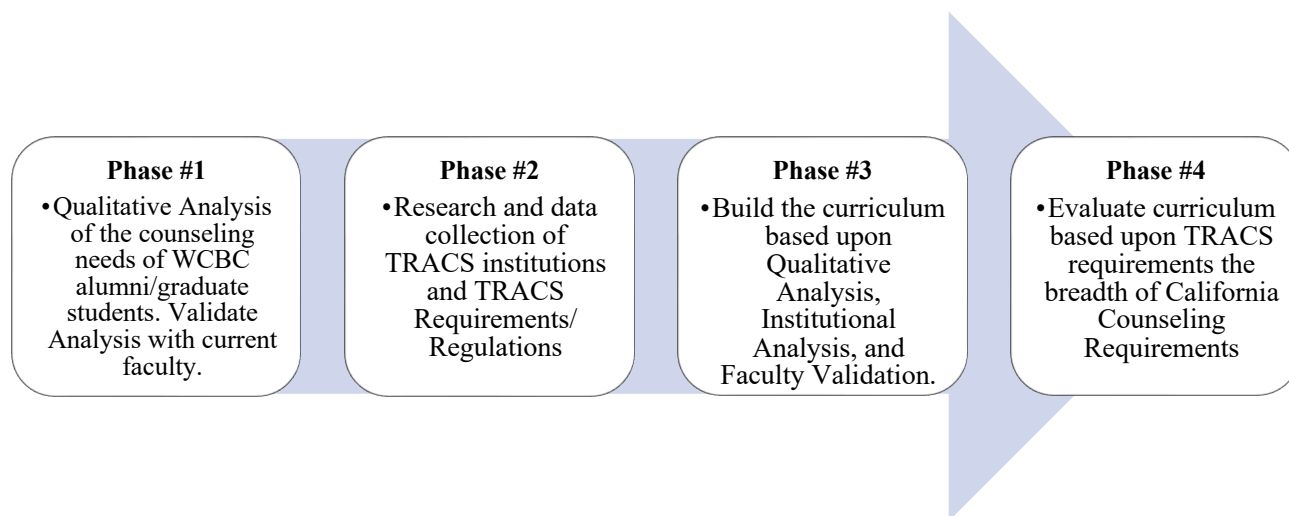 Phase #1
•Qualitative Analysis
of the counseling
needs of WCBC
alumni/graduate
students. Validate
Analysis with current
faculty.
Phase #2
•Research and data
collection of
TRACS institutions
and TRACS
Requirements/
Regulations
Phase #3
•Build the curriculum
based upon
Qualitative
Analysis,
Institutional
Analysis, and
Faculty Validation.
Phase #4
•Evaluate curriculum
based upon TRACS
requirements the
breadth of California
Counseling
Requirements